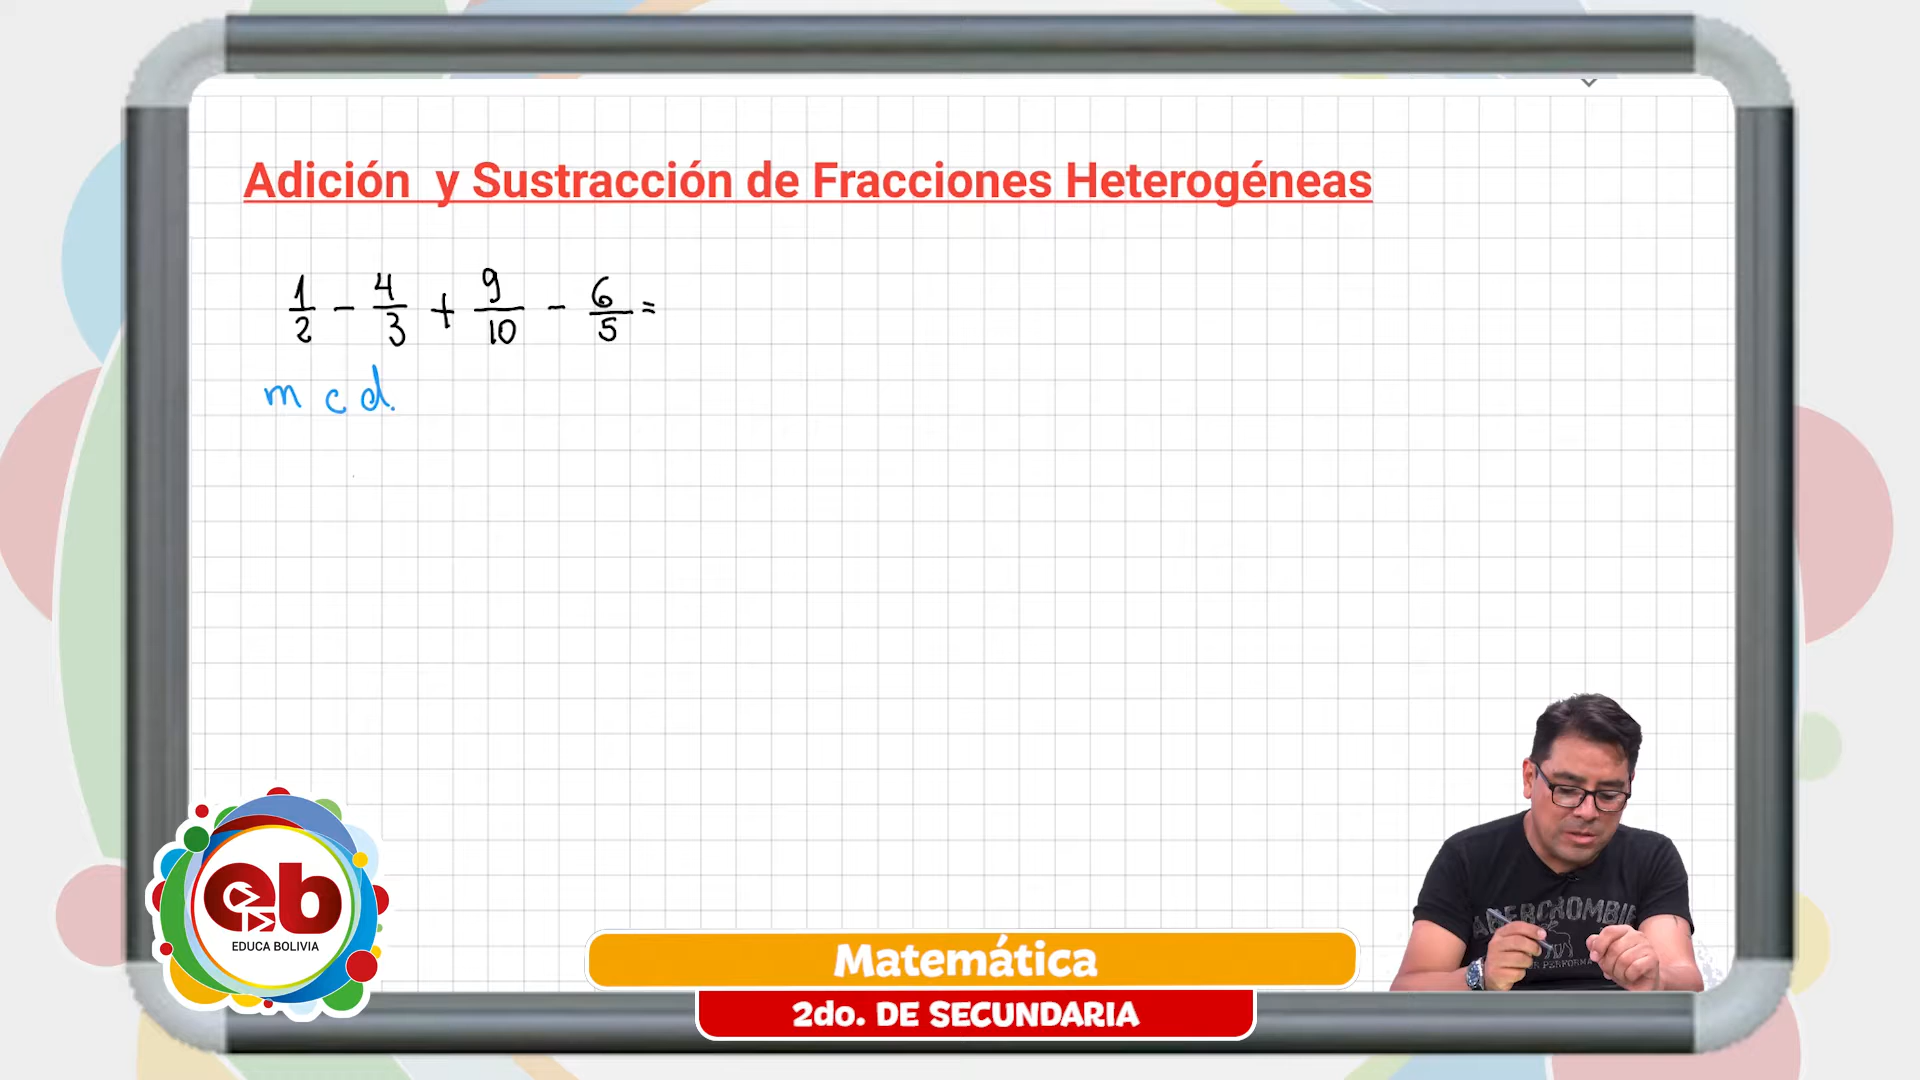 Adición y Sustracción de Fracciones Heterogéneas
1/2 - 4/3 + 9/10 - 6/5 =
m c d.
eb
EDUCA BOLIVIA
ABERCROMBIE
Matemática
2do. DE SECUNDARIA